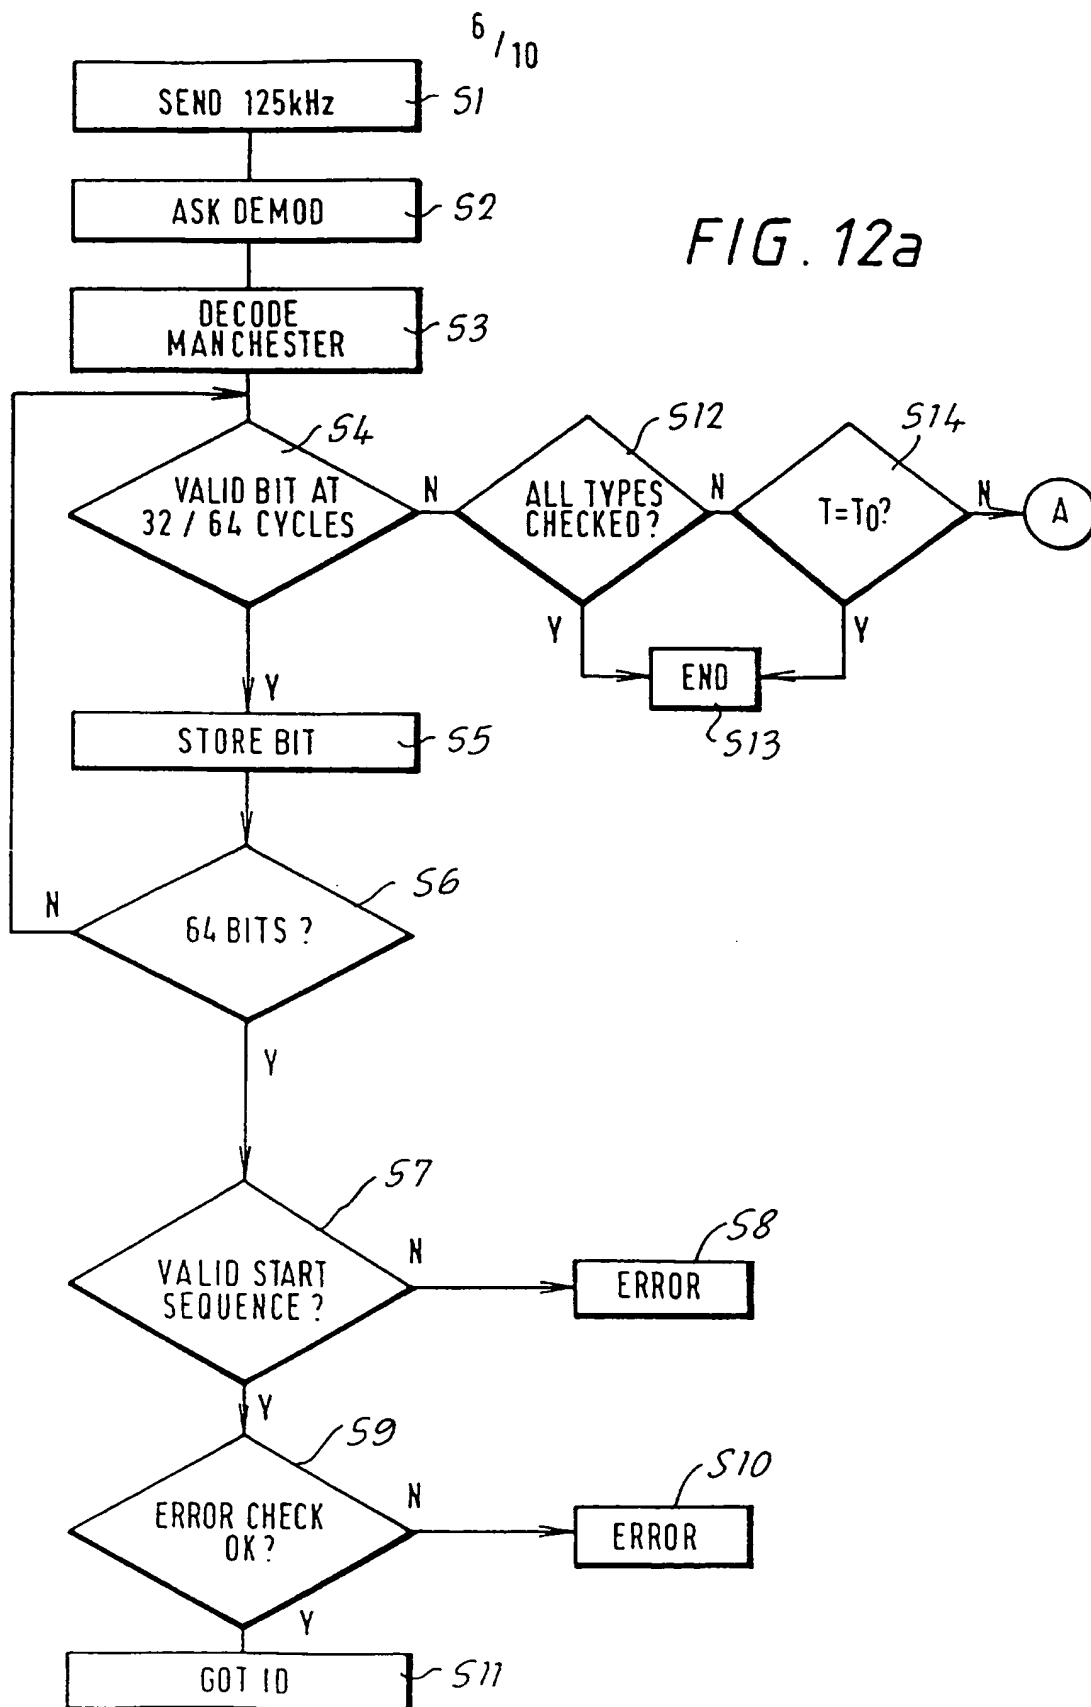 6/10
SEND 125kHz
S1
ASK DEMOD
S2
FIG. 12a
DECODE
MANCHESTER
S3
S4
S12
S14
VALID BIT AT
32 / 64 CYCLES
N
ALL TYPES
CHECKED?
N
T=T0?
N
A
Y
Y
Y
END
S13
STORE BIT
S5
S6
N
64 BITS ?
Y
S7
VALID START
SEQUENCE ?
N
S8
ERROR
Y
S9
ERROR CHECK
OK?
N
S10
ERROR
Y
GOT ID
S11